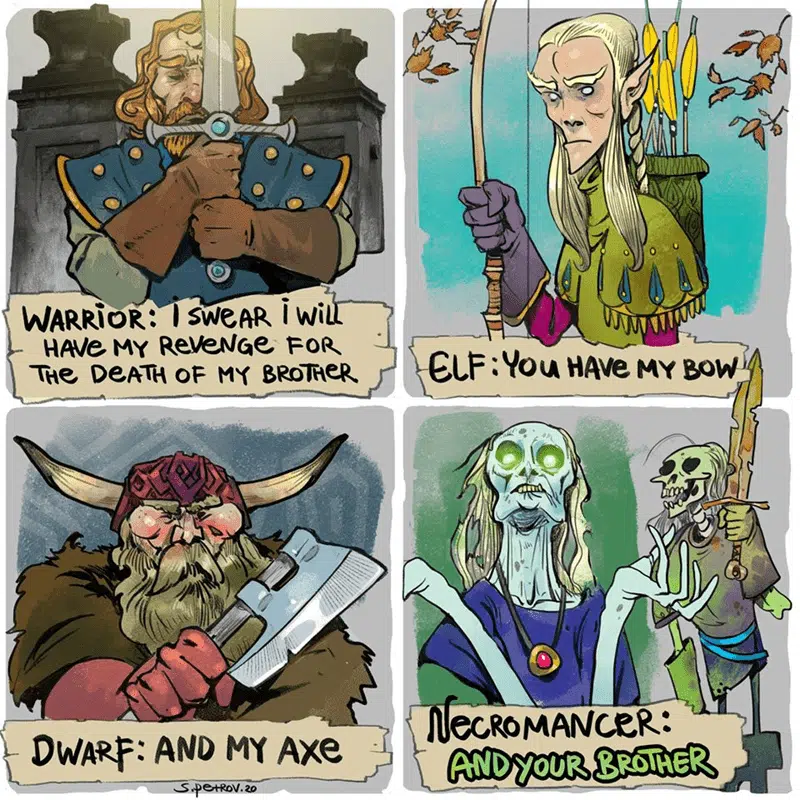 WARRiOR: i SWEAR i WiLL
HAVE MY REVENGE FOR
THE DEATH OF MY BROTHER
ELF: YOU HAVE MY BOW
DWARF: AND MY AXE
S.PETROV.20
NECROMANCER:
AND YOUR BROTHER